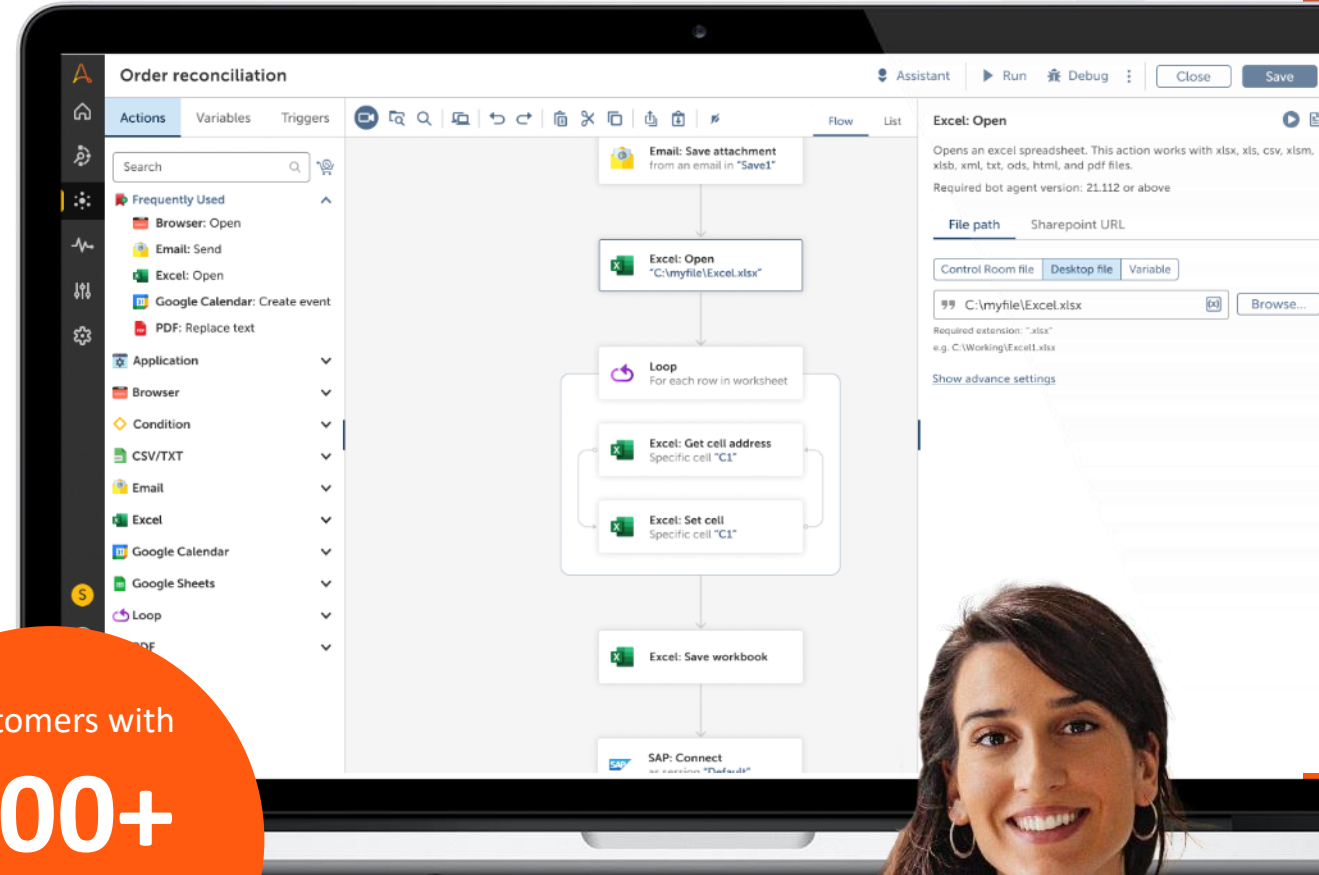 Order reconciliation
Assistant
Run
Debug
Close
Save
Actions
Variables
Triggers
Flow
List
Search
Frequently Used
Browser: Open
Email: Send
Excel: Open
Google Calendar: Create event
PDF: Replace text
Application
Browser
Condition
CSV/TXT
Email
Excel
Google Calendar
Google Sheets
Loop
PDF
S
Email: Save attachment
from an email in "Save1"
Excel: Open
"C:\myfile\Excel.xlsx"
Loop
For each row in worksheet
Excel: Get cell address
Specific cell "C1"
Excel: Set cell
Specific cell "C1"
Excel: Save workbook
SAP
SAP: Connect
as session "Default"
Excel: Open
Opens an excel spreadsheet. This action works with xlsx, xls, csv, xlsm,
xlsb, xml, txt, ods, html, and pdf files.
Required bot agent version: 21.112 or above
File path
Sharepoint URL
Control Room file
Desktop file
Variable
C:\myfile\Excel.xlsx
(x)
Browse...
Required extension: ".xlsx"
e.g. C:\Working\Excel1.xlsx
Show advance settings
tomers with
00+